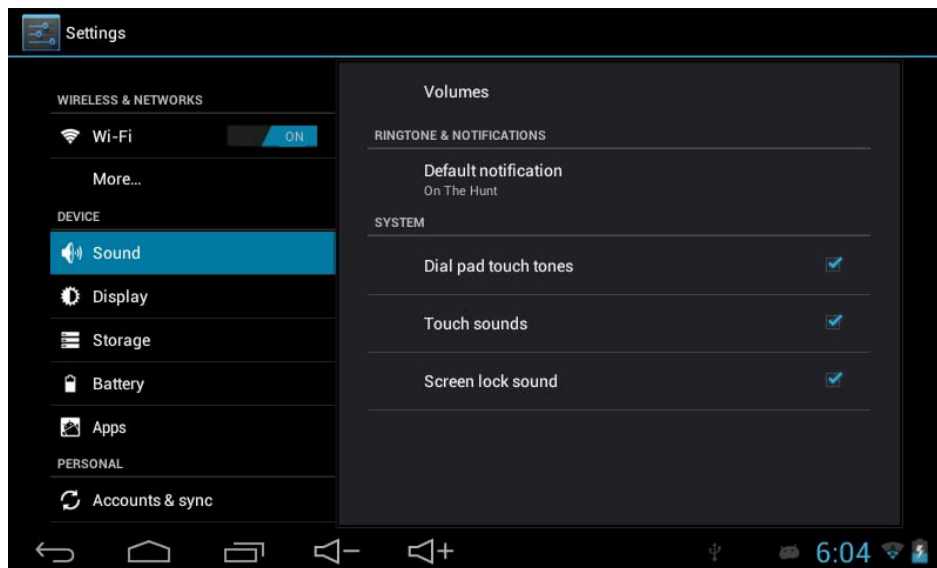 Settings
WIRELESS & NETWORKS
Wi-Fi ON
More...
DEVICE
Sound
Display
Storage
Battery
Apps
PERSONAL
Accounts & sync
Volumes
RINGTONE & NOTIFICATIONS
Default notification
On The Hunt
SYSTEM
Dial pad touch tones
Touch sounds
Screen lock sound
6:04